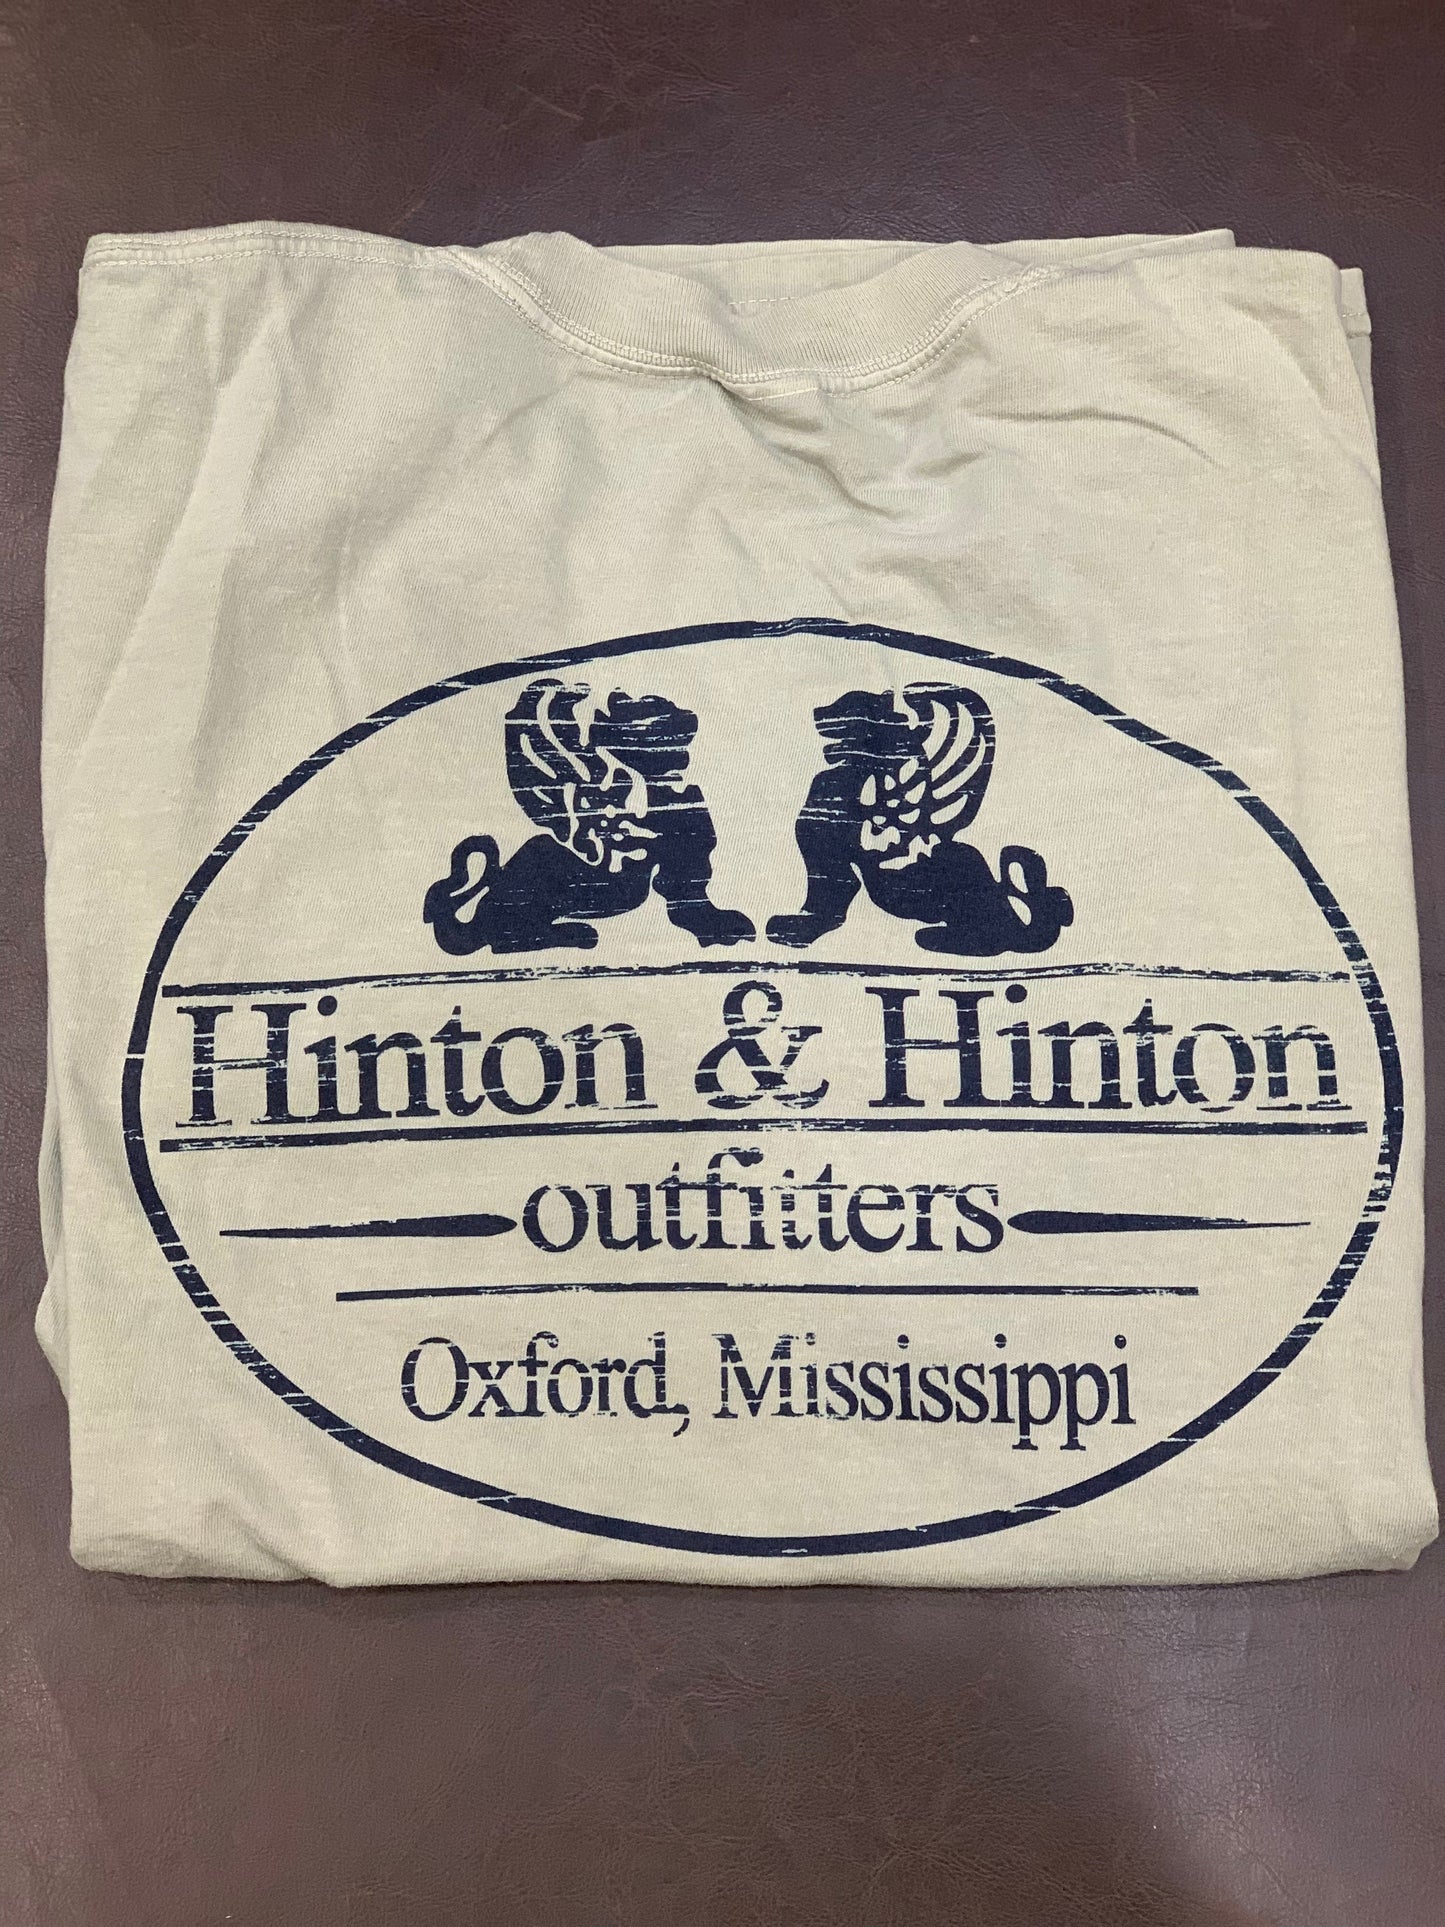 Hinton & Hinton
outfitters
Oxford, Mississippi